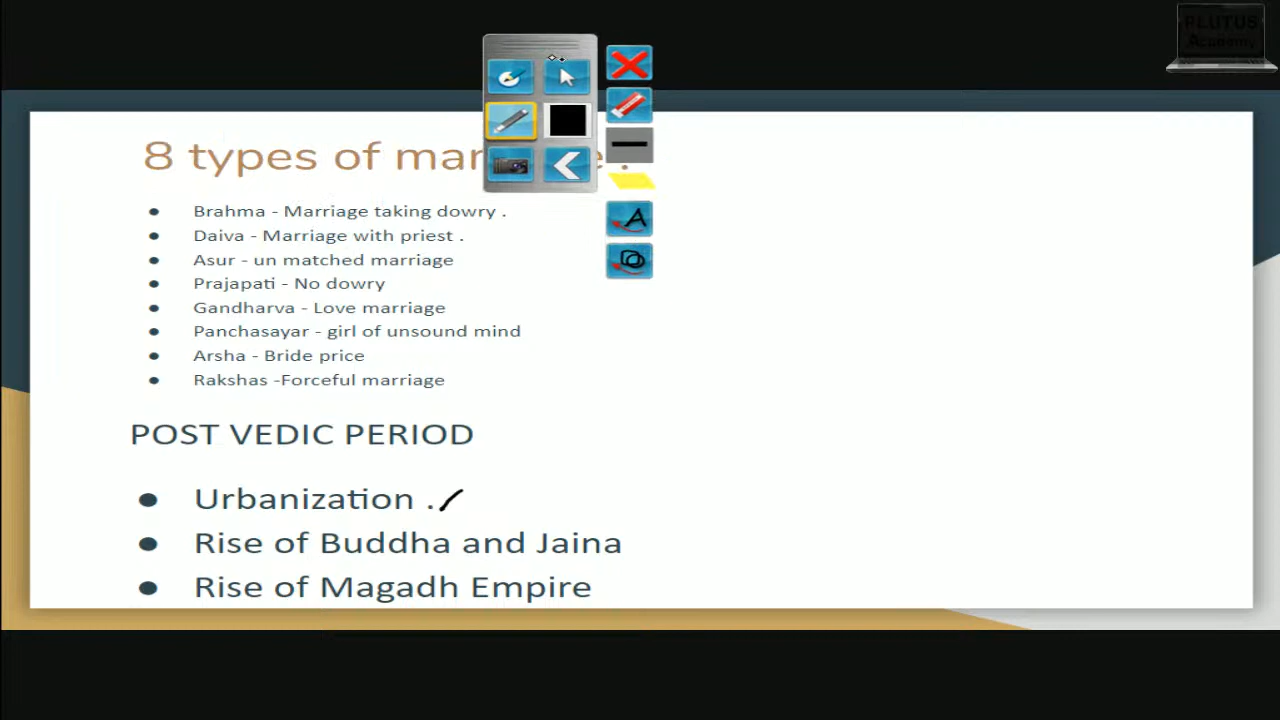 PLUTUS
Academy
8 types of mar
Brahma - Marriage taking dowry .
Daiva - Marriage with priest .
Asur - un matched marriage
Prajapati - No dowry
Gandharva - Love marriage
Panchasayar - girl of unsound mind
Arsha - Bride price
Rakshas -Forceful marriage
POST VEDIC PERIOD
Urbanization .
Rise of Buddha and Jaina
Rise of Magadh Empire